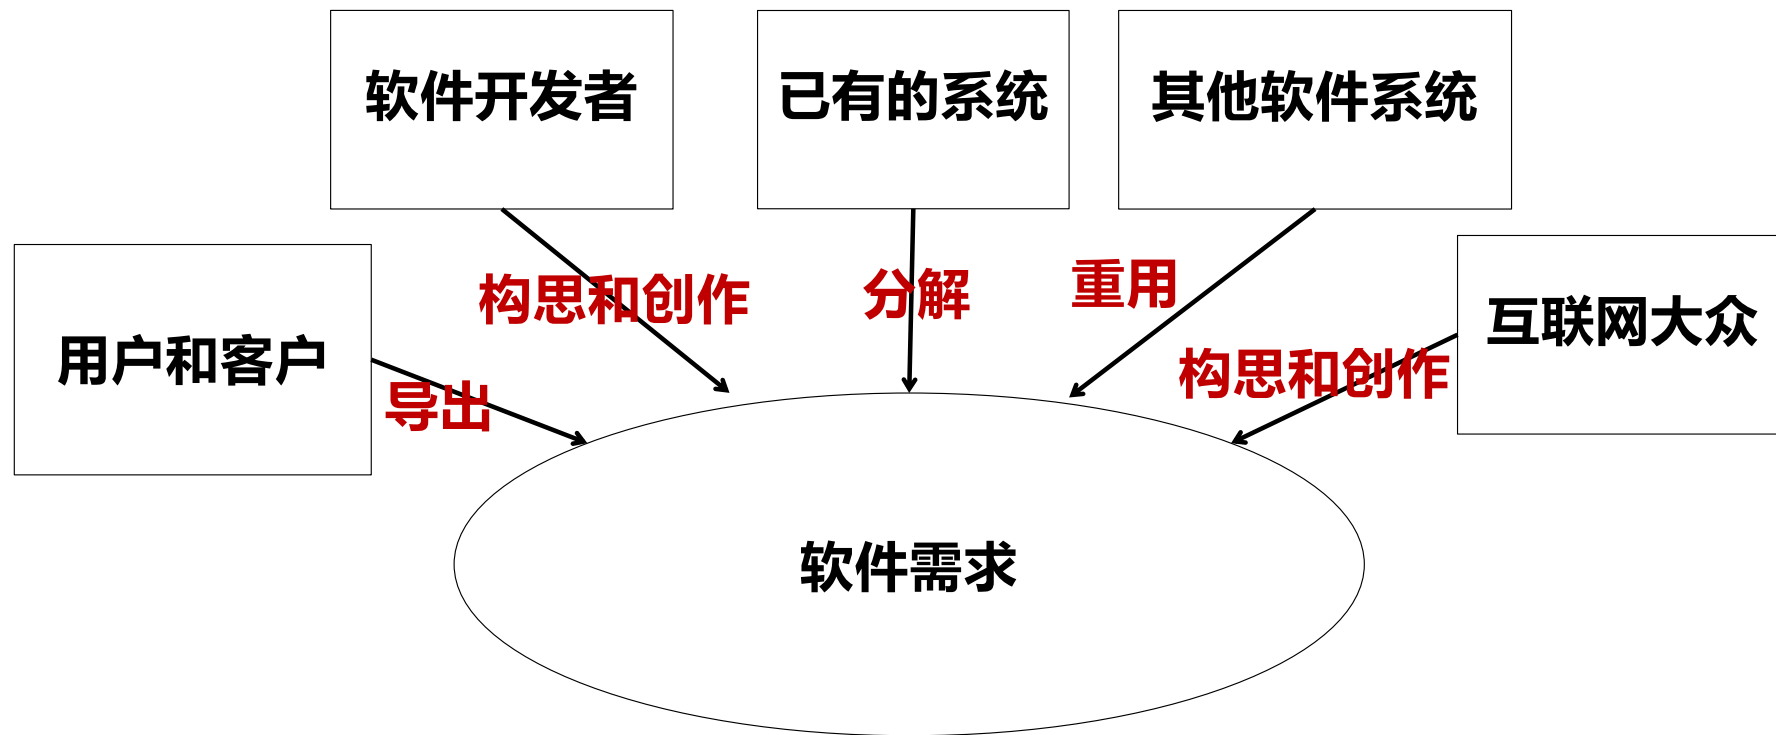 软件开发者
已有的系统
其他软件系统
用户和客户
互联网大众
构思和创作
分解
重用
构思和创作
导出
软件需求